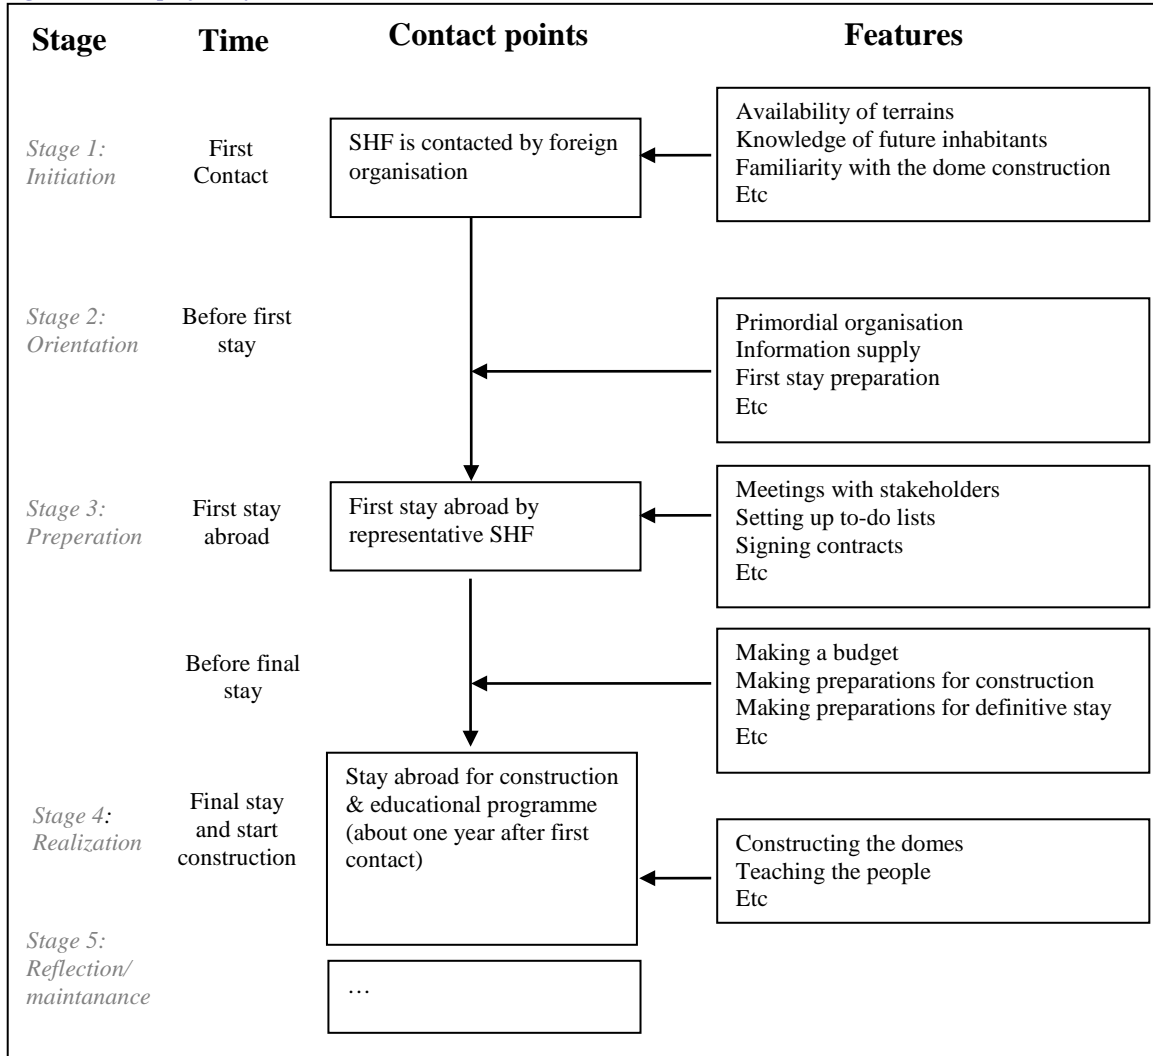 Stage
Time
Contact points
Features
Stage 1:
Initiation
First
Contact
SHF is contacted by foreign
organisation
Availability of terrains
Knowledge of future inhabitants
Familiarity with the dome construction
Etc
Stage 2:
Orientation
Before first
stay
Primordial organisation
Information supply
First stay preparation
Etc
Stage 3:
Preperation
First stay
abroad
First stay abroad by
representative SHF
Meetings with stakeholders
Setting up to-do lists
Signing contracts
Etc
Before final
stay
Making a budget
Making preparations for construction
Making preparations for definitive stay
Etc
Stage 4:
Realization
Final stay
and start
construction
Stay abroad for construction
& educational programme
(about one year after first
contact)
Constructing the domes
Teaching the people
Etc
Stage 5:
Reflection/
maintanance
…